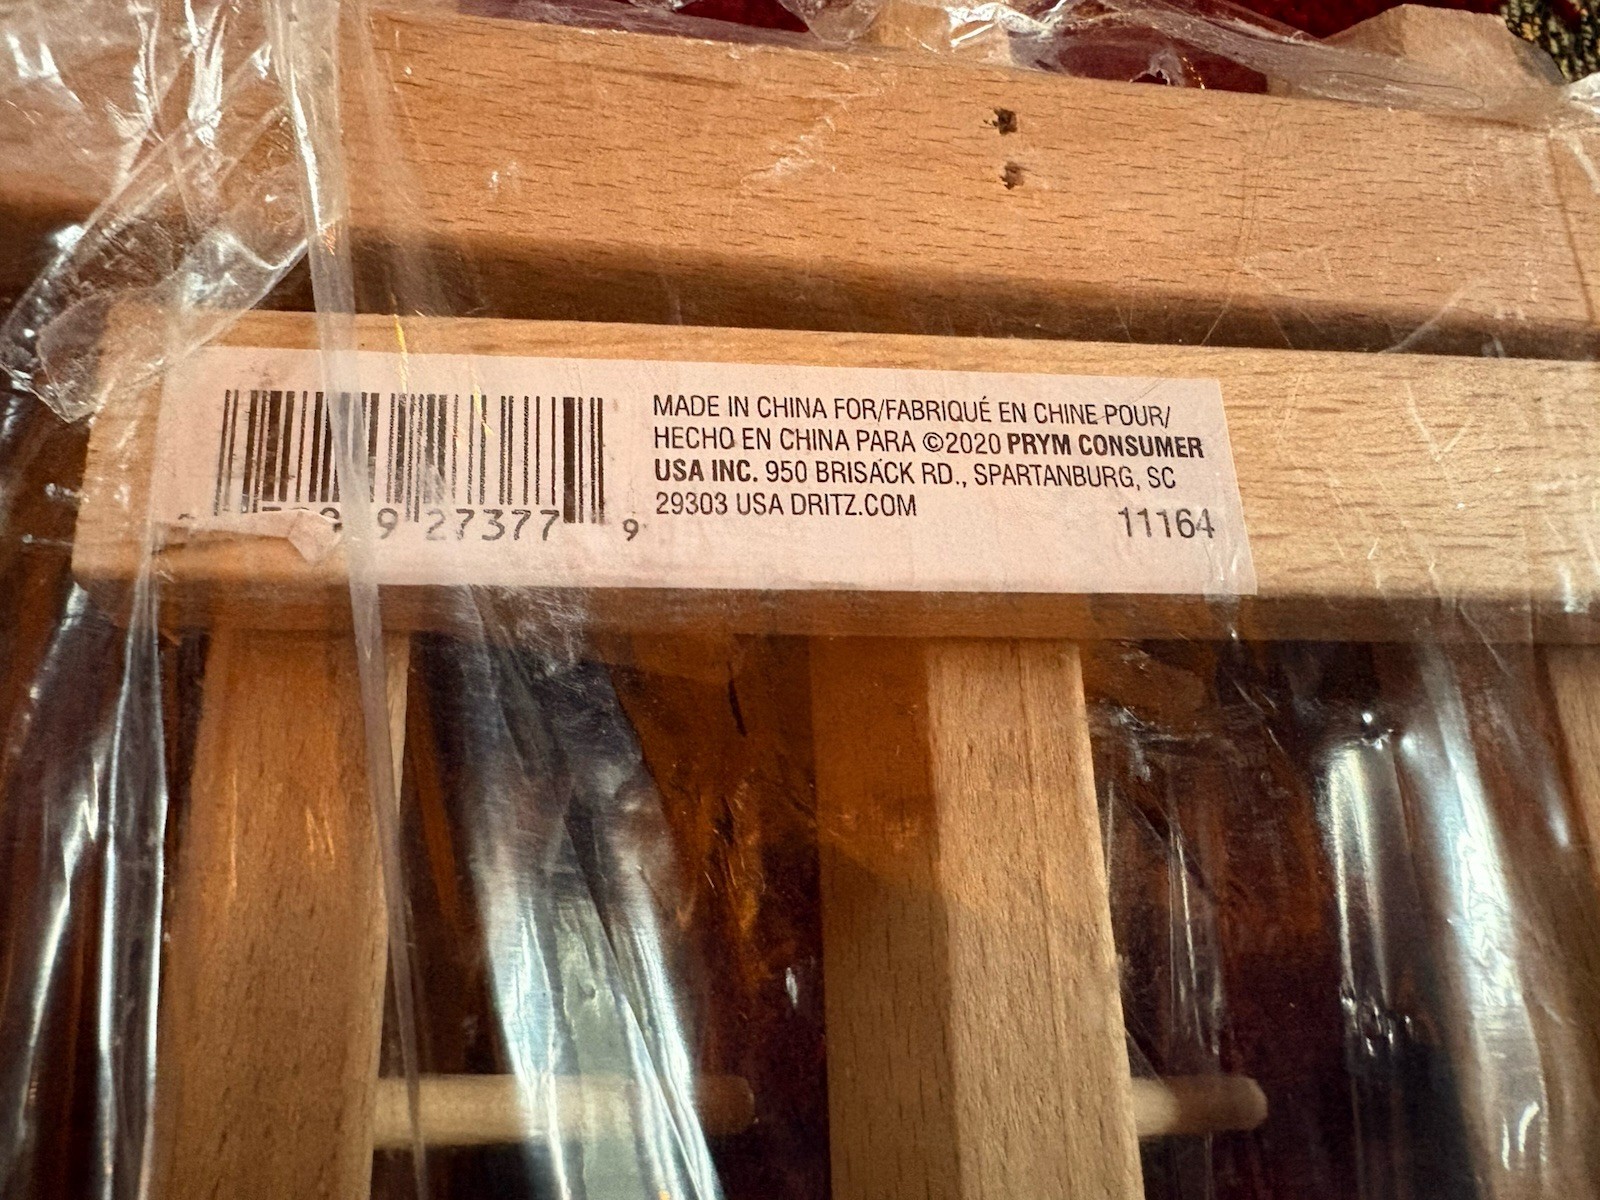 MADE IN CHINA FOR/FABRIQUÉ EN CHINE POUR/
HECHO EN CHINA PARA ©2020 PRYM CONSUMER
USA INC. 950 BRISACK RD., SPARTANBURG, SC
29303 USA DRITZ.COM
11164
9 27377 9